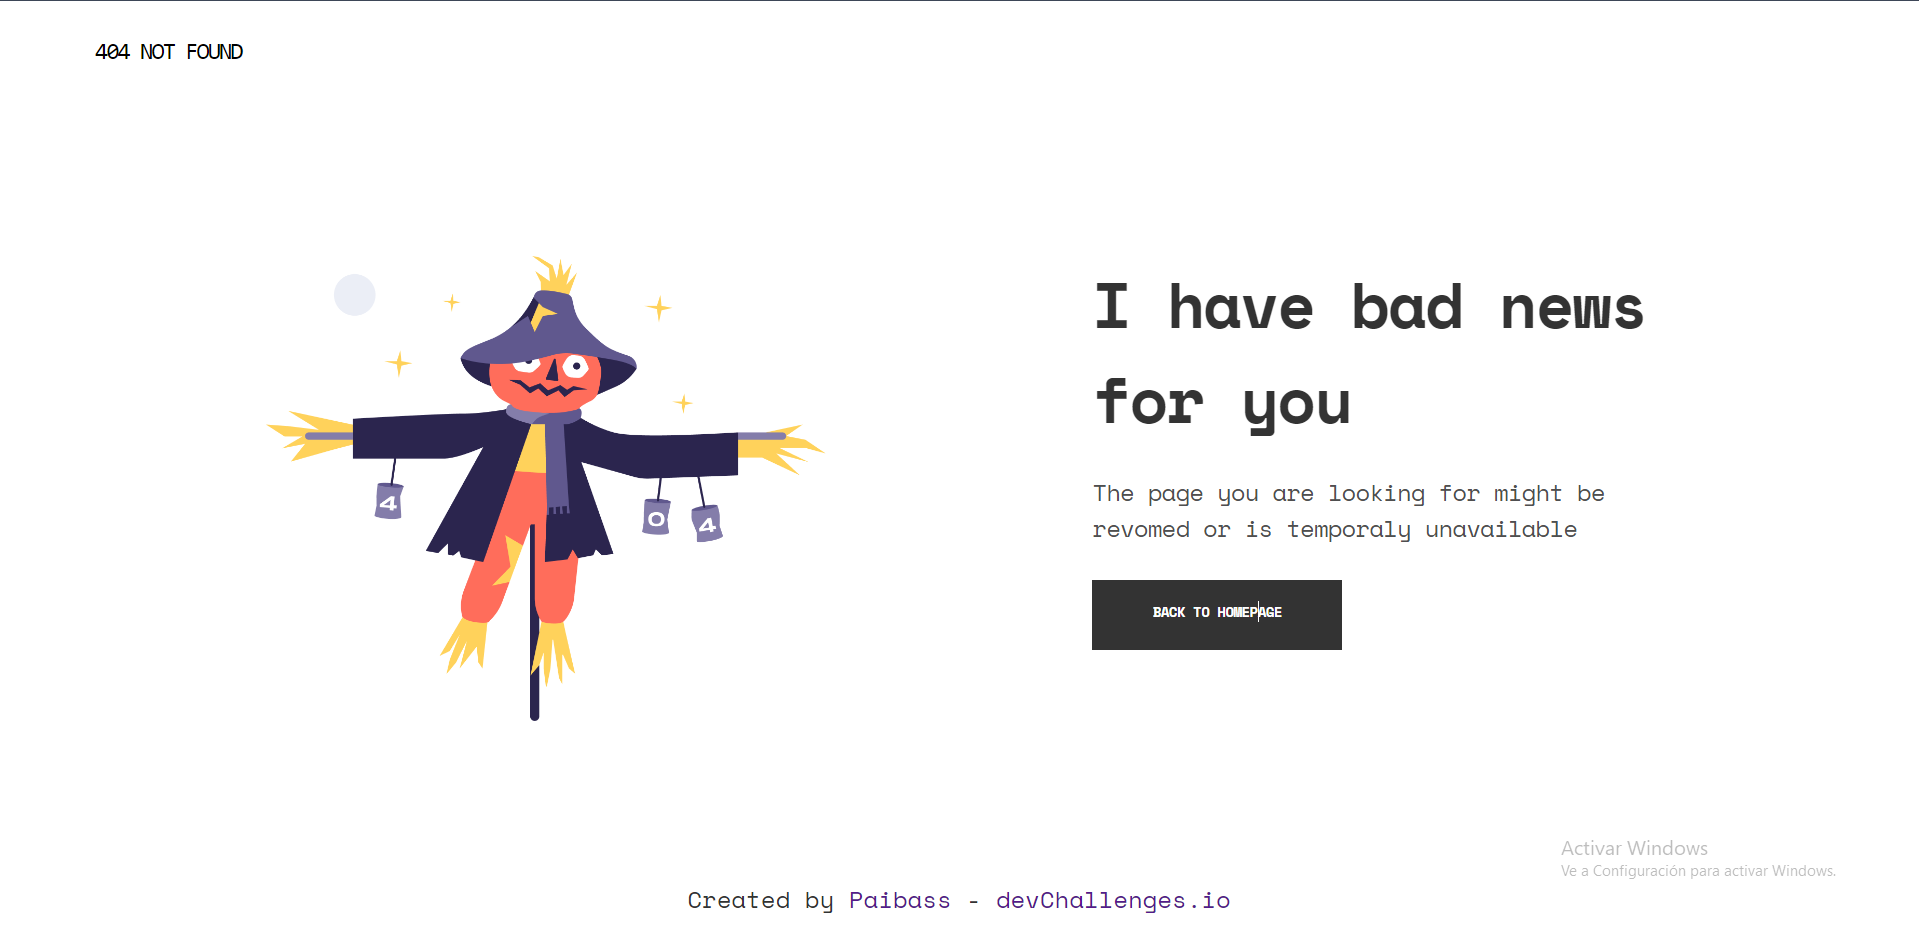 404 NOT FOUND
I have bad news
for you
4
0
4
The page you are looking for might be
revomed or is temporaly unavailable
BACK TO HOMEPAGE
Activar Windows
Ve a Configuración para activar Windows.
Created by Paibass - devChallenges.io